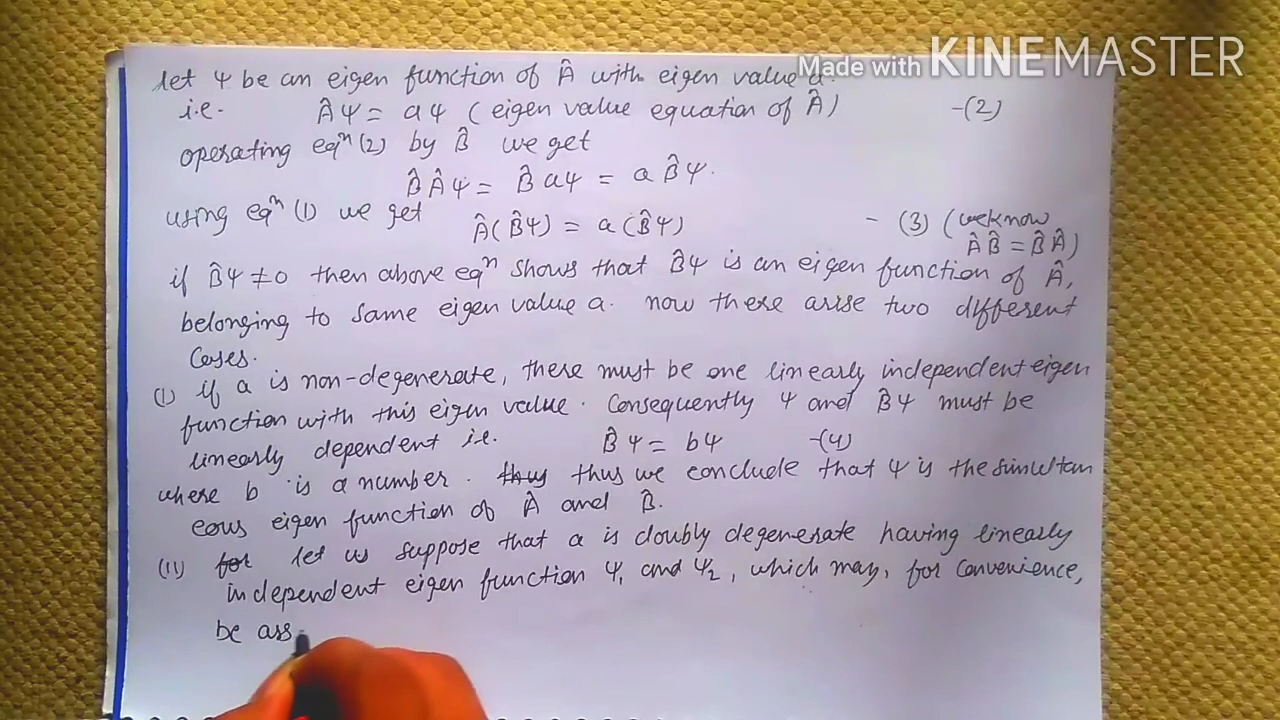 Made with KINEMASTER
let ψ be an eigen function of Â with eigen value a.
i.e. Âψ = aψ (eigen value equation of Â) -(2)
operating eqⁿ(2) by B̂ we get
B̂Âψ = B̂aψ = aB̂ψ.
using eqⁿ (1) we get
Â(B̂ψ) = a(B̂ψ) - (3) (we know
ÂB̂ = B̂Â)
if B̂ψ ≠ 0 then above eqⁿ shows that B̂ψ is an eigen function of Â,
belonging to same eigen value a. now there arise two different
cases.
(I) if a is non-degenerate, there must be one linearly independent eigen
function with this eigen value. Consequently ψ and B̂ψ must be
linearly dependent i.e. B̂ψ = bψ -(4)
where b is a number. thus thus we conclude that ψ is the simultan
eous eigen function of Â and B̂.
(II) for let us suppose that a is doubly degenerate having linearly
independent eigen function ψ₁ and ψ₂, which may, for convenience,
be ass